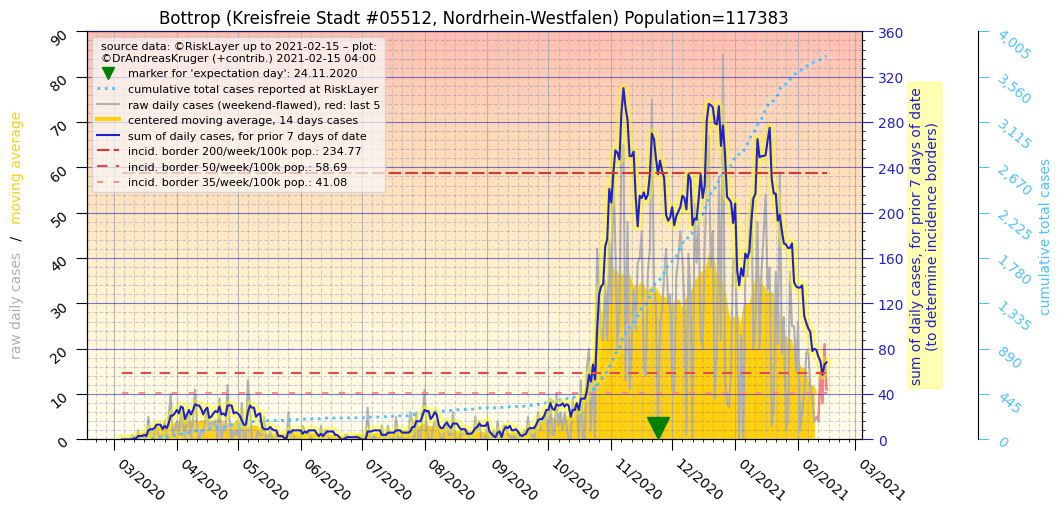 Bottrop (Kreisfreie Stadt #05512, Nordrhein-Westfalen) Population=117383
source data: ©RiskLayer up to 2021-02-15 – plot:
©DrAndreasKruger (+contrib.) 2021-02-15 04:00
marker for 'expectation day': 24.11.2020
cumulative total cases reported at RiskLayer
raw daily cases (weekend-flawed), red: last 5
centered moving average, 14 days cases
sum of daily cases, for prior 7 days of date
incid. border 200/week/100k pop.: 234.77
incid. border 50/week/100k pop.: 58.69
incid. border 35/week/100k pop.: 41.08
raw daily cases / moving average
90
80
70
60
50
40
30
20
10
0
03/2020
04/2020
05/2020
06/2020
07/2020
08/2020
09/2020
10/2020
11/2020
12/2020
01/2021
02/2021
03/2021
360
320
280
240
200
160
120
80
40
0
sum of daily cases, for prior 7 days of date
(to determine incidence borders)
4,005
3,560
3,115
2,670
2,225
1,780
1,335
890
445
0
cumulative total cases